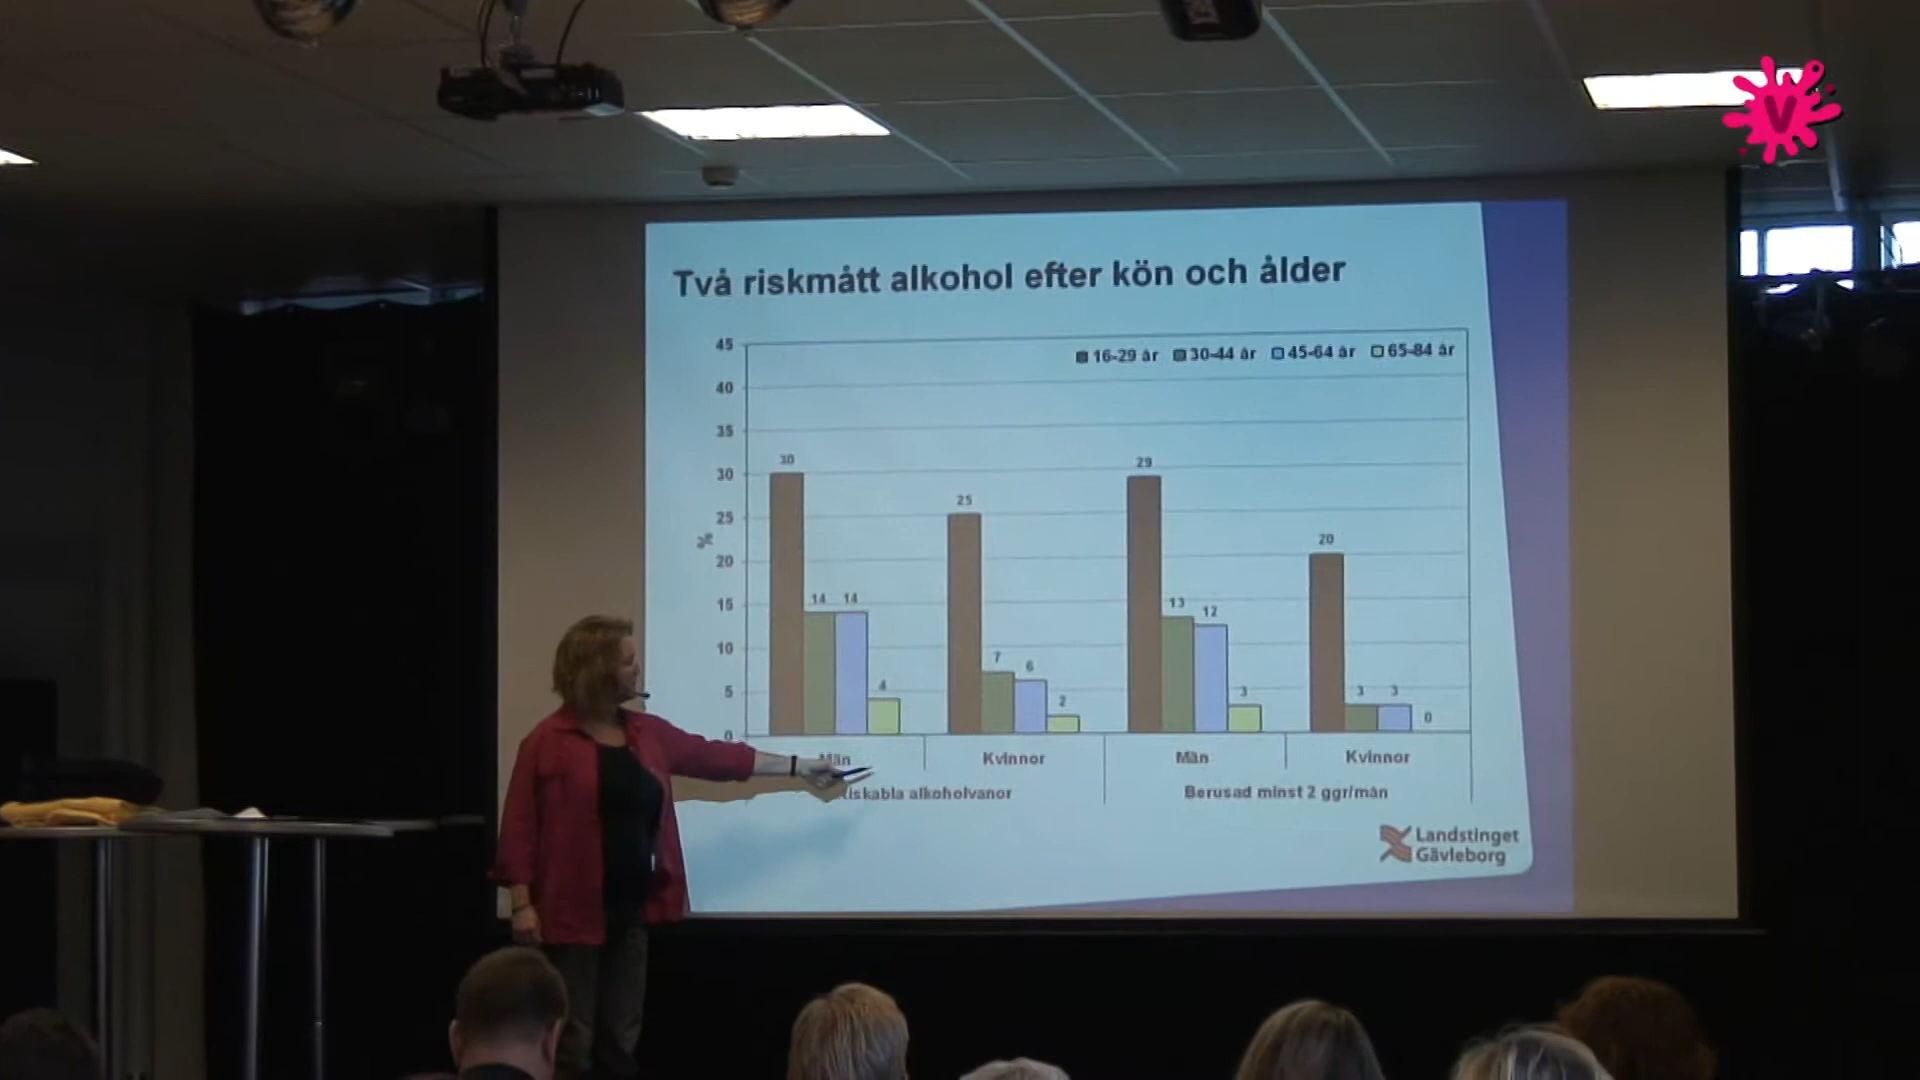 V
Två riskmått alkohol efter kön och ålder
16-29 år 30-44 år 45-64 år 65-84 år
45
40
35
30
25
20
15
10
5
0
%
30 14 14 4
25 7 6 2
29 13 12 3
20 3 3 0
Män Kvinnor Män Kvinnor
Riskabla alkoholvanor Berusad minst 2 ggr/mån
Landstinget
Gävleborg